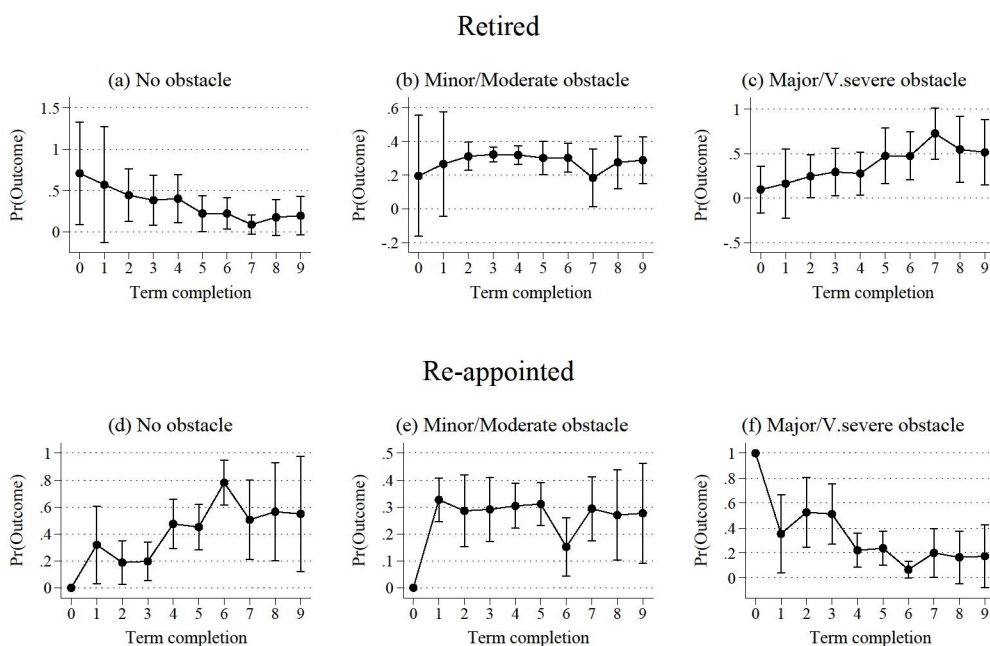 Retired
(a) No obstacle
1.5
1
.5
0
Pr(Outcome)
0 1 2 3 4 5 6 7 8 9
Term completion
(b) Minor/Moderate obstacle
.6
.4
.2
0
-.2
Pr(Outcome)
0 1 2 3 4 5 6 7 8 9
Term completion
(c) Major/V.severe obstacle
1
.5
0
-.5
Pr(Outcome)
0 1 2 3 4 5 6 7 8 9
Term completion
Re-appointed
(d) No obstacle
1
.8
.6
.4
.2
0
Pr(Outcome)
0 1 2 3 4 5 6 7 8 9
Term completion
(e) Minor/Moderate obstacle
.5
.4
.3
.2
.1
0
Pr(Outcome)
0 1 2 3 4 5 6 7 8 9
Term completion
(f) Major/V.severe obstacle
1
.8
.6
.4
.2
0
Pr(Outcome)
0 1 2 3 4 5 6 7 8 9
Term completion